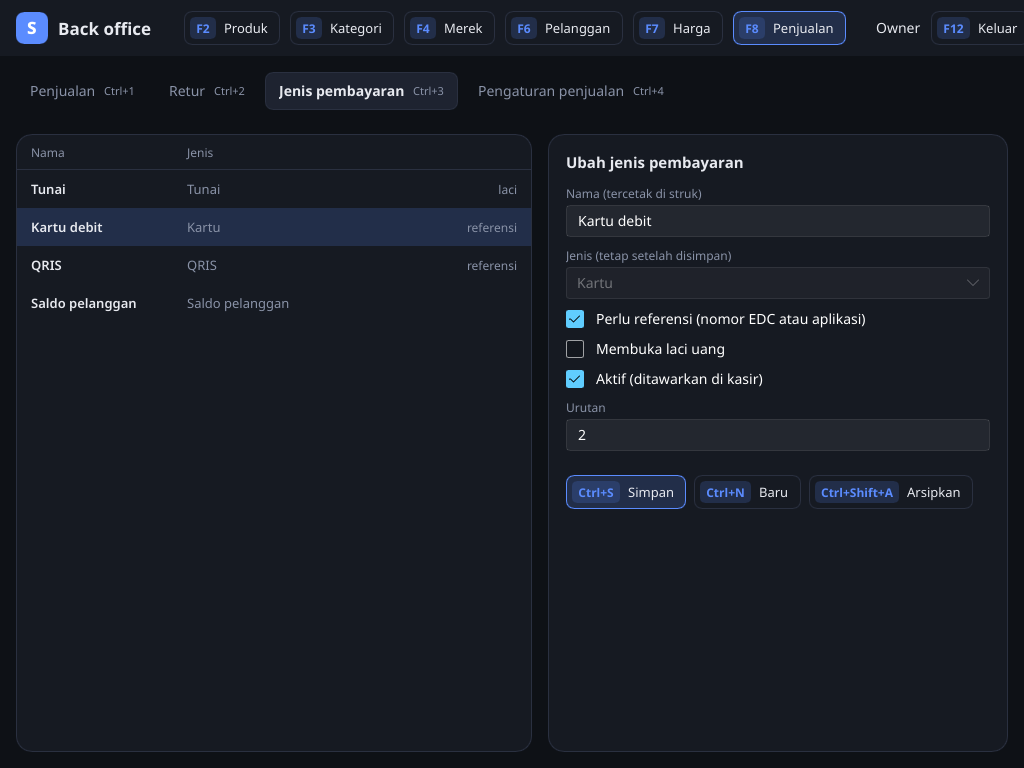 S Back office F2 Produk F3 Kategori F4 Merek F6 Pelanggan F7 Harga F8 Penjualan Owner F12 Keluar
Penjualan Ctrl+1 Retur Ctrl+2 Jenis pembayaran Ctrl+3 Pengaturan penjualan Ctrl+4
Nama Jenis
Tunai Tunai laci
Kartu debit Kartu referensi
QRIS QRIS referensi
Saldo pelanggan Saldo pelanggan
Ubah jenis pembayaran
Nama (tercetak di struk)
Kartu debit
Jenis (tetap setelah disimpan)
Kartu
Perlu referensi (nomor EDC atau aplikasi)
Membuka laci uang
Aktif (ditawarkan di kasir)
Urutan
2
Ctrl+S Simpan Ctrl+N Baru Ctrl+Shift+A Arsipkan